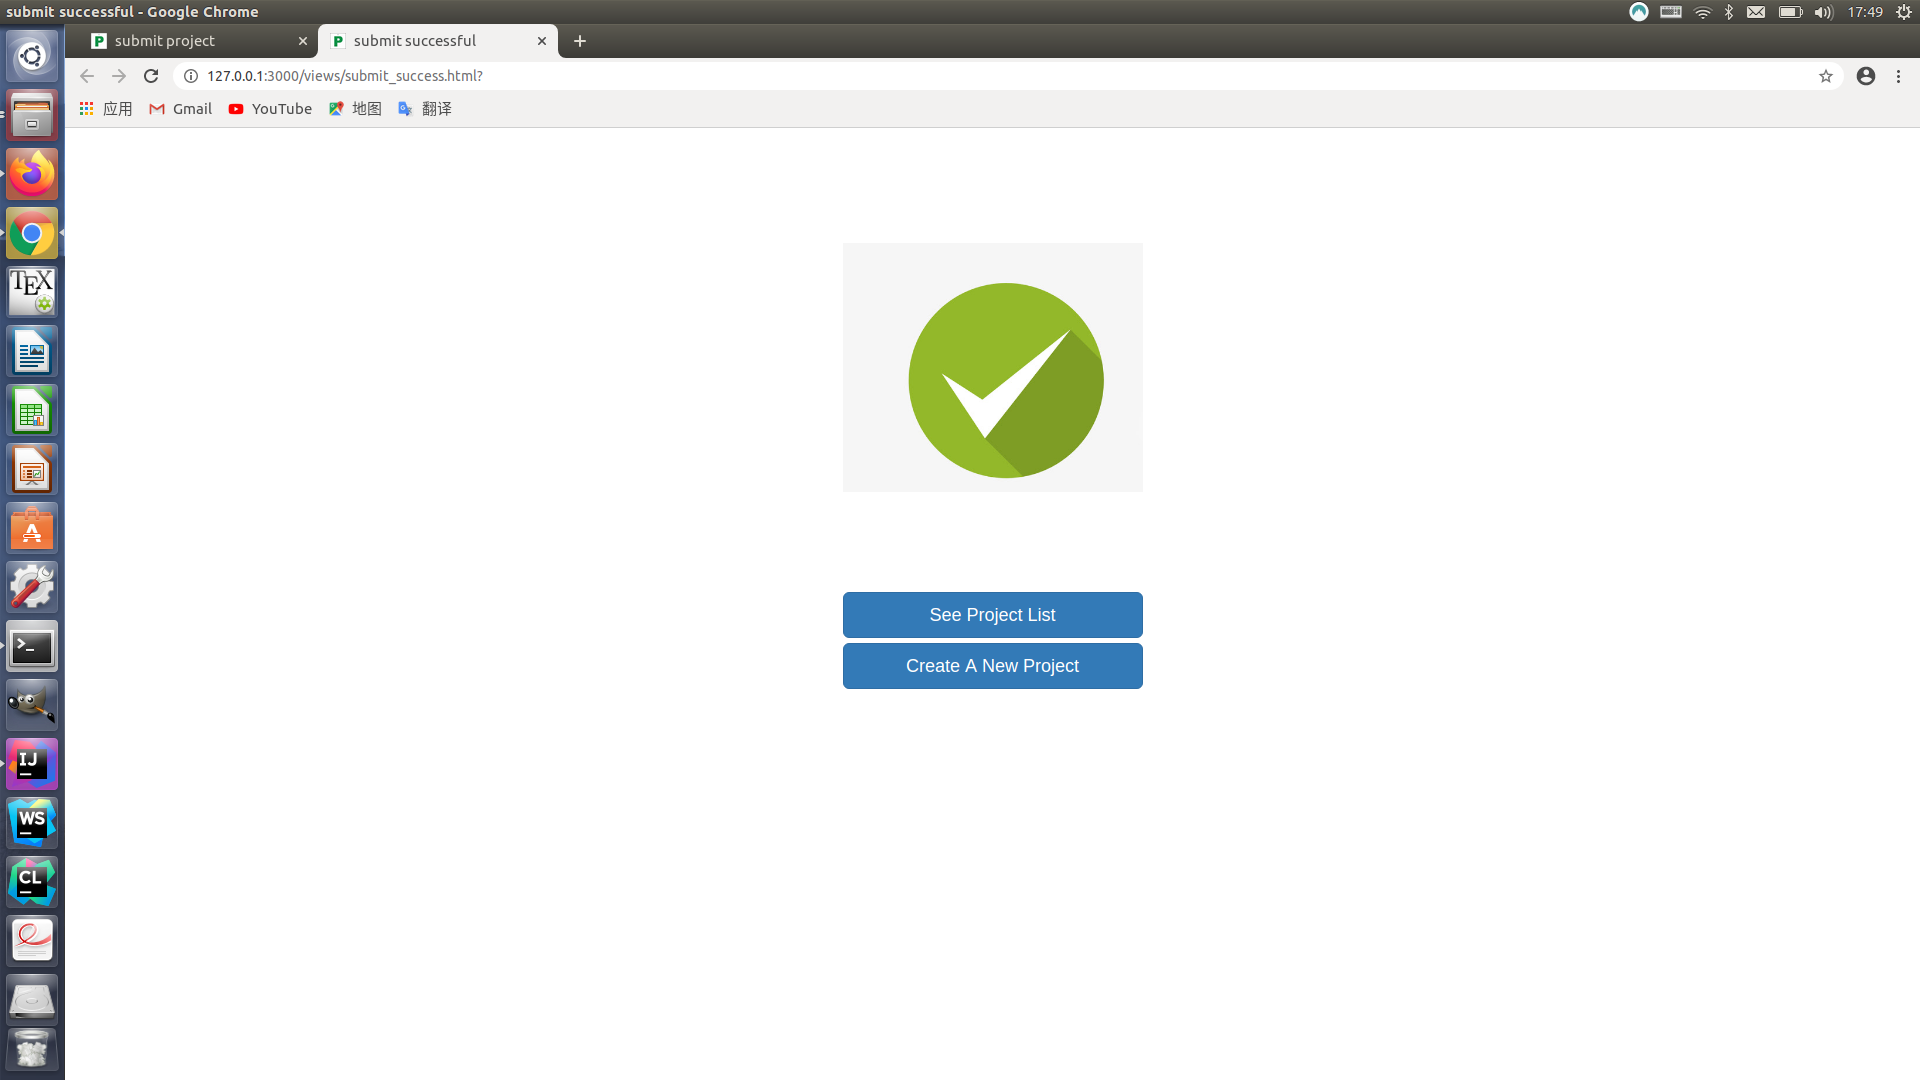 submit successful - Google Chrome
17:49
P submit project
P submit successful
127.0.0.1:3000/views/submit_success.html?
应用
Gmail
YouTube
地图
翻译
TEX
A
>_
IJ
WS
CL
See Project List
Create A New Project